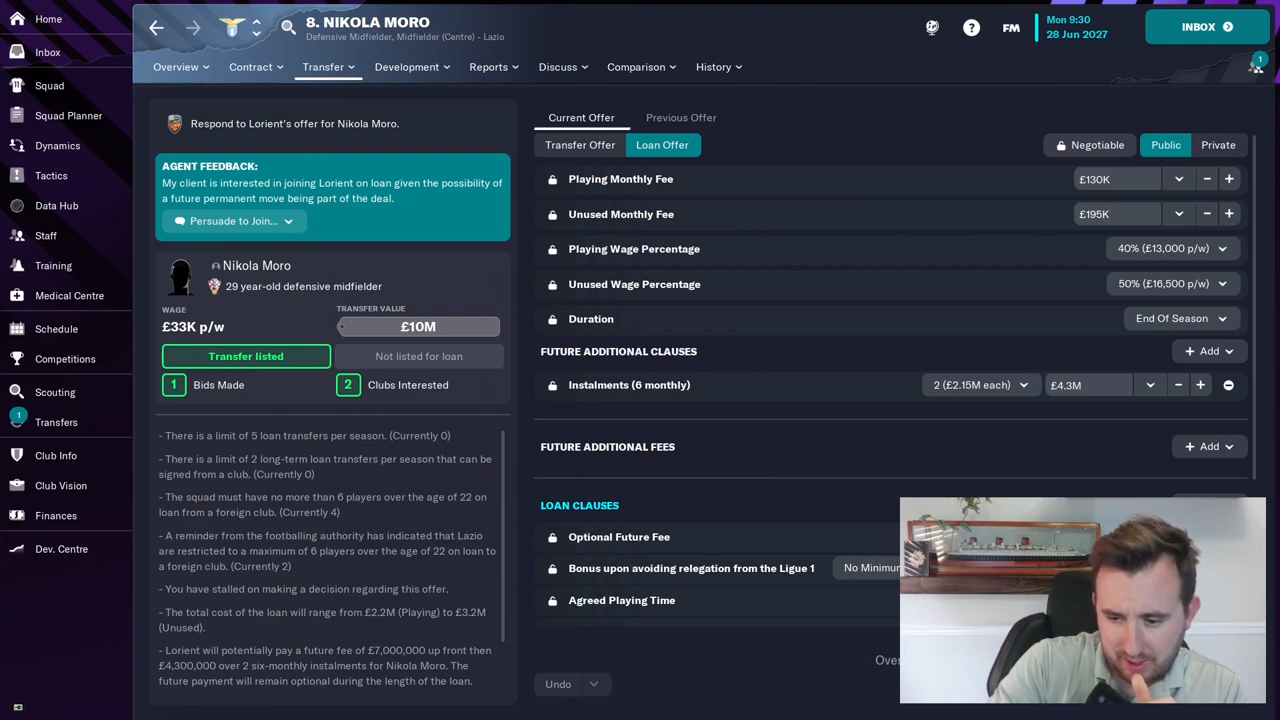 Home
Inbox
Squad
Squad Planner
Dynamics
Tactics
Data Hub
Staff
Training
Medical Centre
Schedule
Competitions
Scouting
1
Transfers
Club Info
Club Vision
Finances
Dev. Centre
8. NIKOLA MORO
Defensive Midfielder, Midfielder (Centre) - Lazio
?
FM
Mon 9:30
28 Jun 2027
INBOX
Overview
Contract
Transfer
Development
Reports
Discuss
Comparison
History
1
Respond to Lorient's offer for Nikola Moro.
AGENT FEEDBACK:
My client is interested in joining Lorient on loan given the possibility of
a future permanent move being part of the deal.
Persuade to Join...
Nikola Moro
29 year-old defensive midfielder
WAGE
£33K p/w
TRANSFER VALUE
£10M
Transfer listed
Not listed for loan
1 Bids Made
2 Clubs Interested
- There is a limit of 5 loan transfers per season. (Currently 0)
- There is a limit of 2 long-term loan transfers per season that can be
signed from a club. (Currently 0)
- The squad must have no more than 6 players over the age of 22 on
loan from a foreign club. (Currently 4)
- A reminder from the footballing authority has indicated that Lazio
are restricted to a maximum of 6 players over the age of 22 on loan to
a foreign club. (Currently 2)
- You have stalled on making a decision regarding this offer.
- The total cost of the loan will range from £2.2M (Playing) to £3.2M
(Unused).
- Lorient will potentially pay a future fee of £7,000,000 up front then
£4,300,000 over 2 six-monthly instalments for Nikola Moro. The
future payment will remain optional during the length of the loan.
Current Offer
Previous Offer
Transfer Offer
Loan Offer
Negotiable
Public
Private
Playing Monthly Fee
£130K
Unused Monthly Fee
£195K
Playing Wage Percentage
40% (£13,000 p/w)
Unused Wage Percentage
50% (£16,500 p/w)
Duration
End Of Season
FUTURE ADDITIONAL CLAUSES
+ Add
Instalments (6 monthly)
2 (£2.15M each)
£4.3M
FUTURE ADDITIONAL FEES
+ Add
LOAN CLAUSES
Optional Future Fee
Bonus upon avoiding relegation from the Ligue 1
No Minimum
Agreed Playing Time
Over
Undo